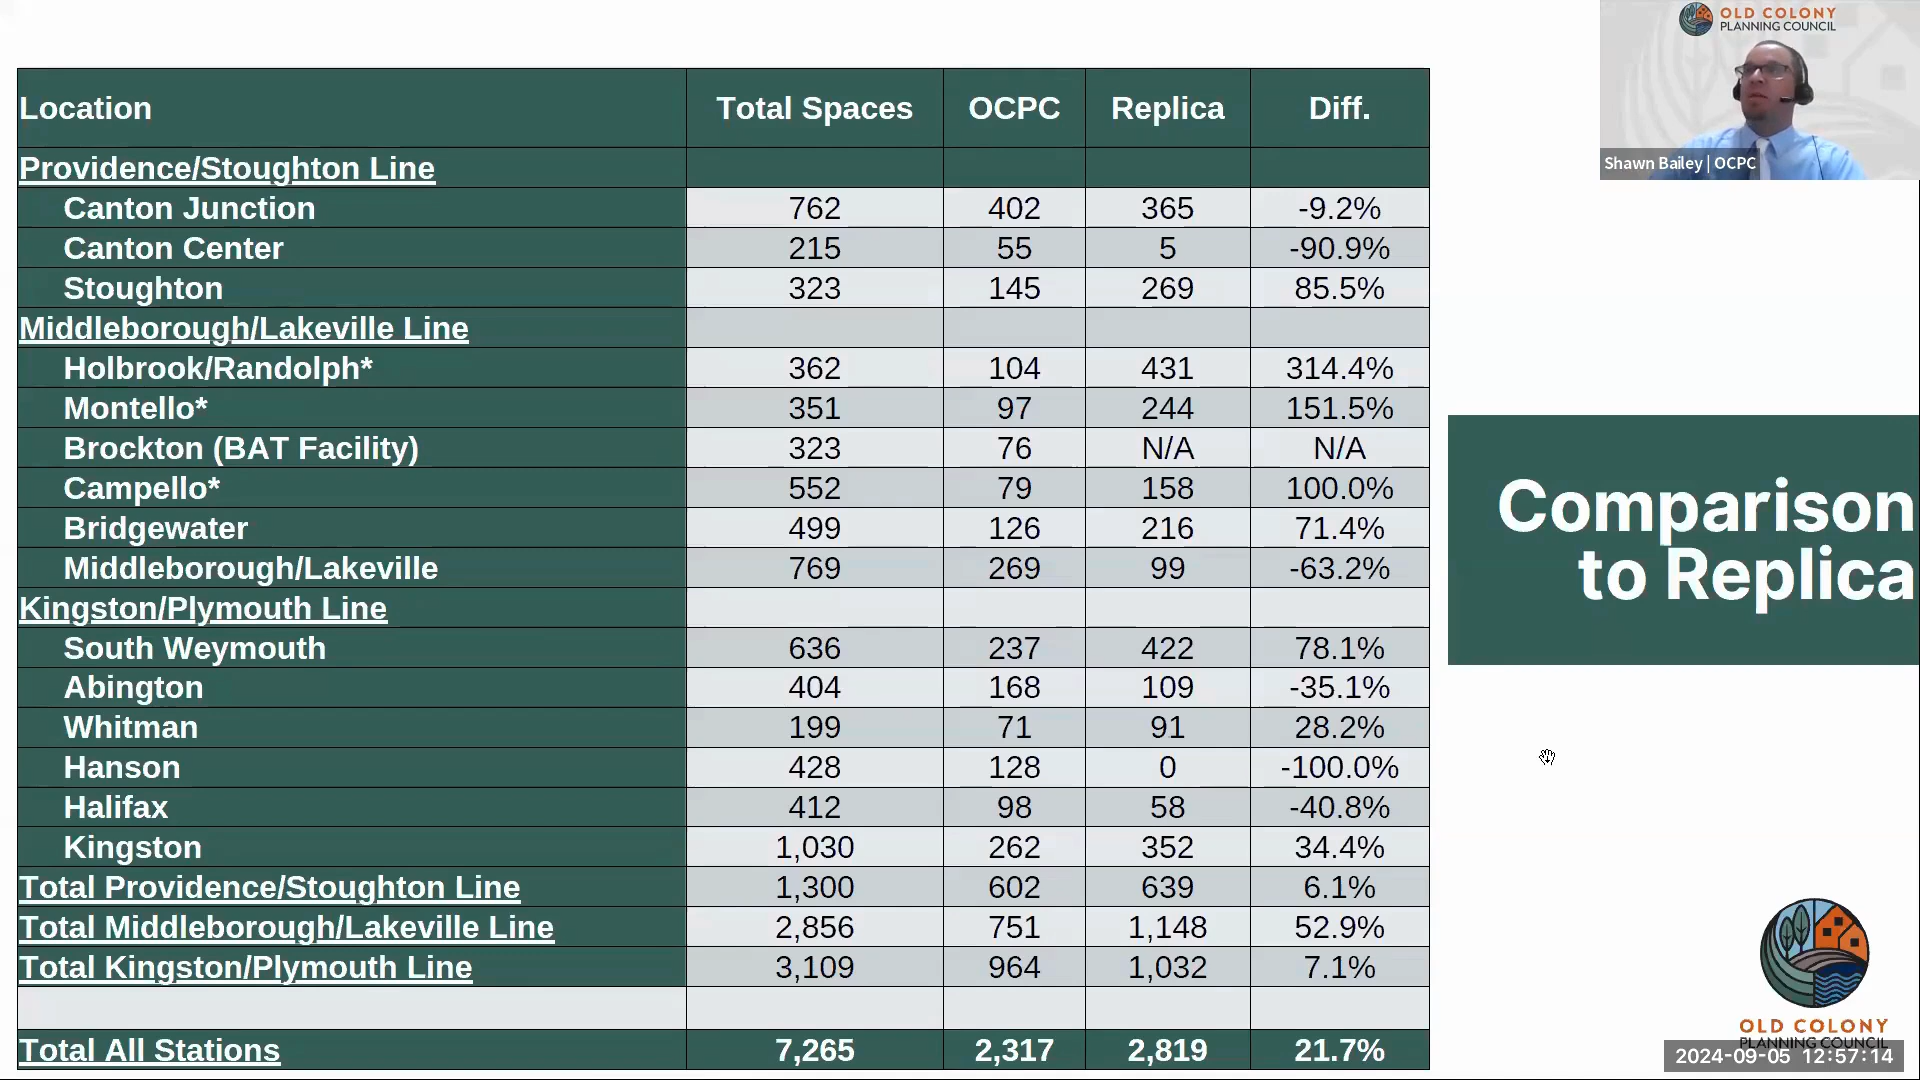 OLD COLONY
PLANNING COUNCIL
Shawn Bailey | OCPC
Location Total Spaces OCPC Replica Diff.
Providence/Stoughton Line
Canton Junction 762 402 365 -9.2%
Canton Center 215 55 5 -90.9%
Stoughton 323 145 269 85.5%
Middleborough/Lakeville Line
Holbrook/Randolph* 362 104 431 314.4%
Montello* 351 97 244 151.5%
Brockton (BAT Facility) 323 76 N/A N/A
Campello* 552 79 158 100.0%
Bridgewater 499 126 216 71.4%
Middleborough/Lakeville 769 269 99 -63.2%
Kingston/Plymouth Line
South Weymouth 636 237 422 78.1%
Abington 404 168 109 -35.1%
Whitman 199 71 91 28.2%
Hanson 428 128 0 -100.0%
Halifax 412 98 58 -40.8%
Kingston 1,030 262 352 34.4%
Total Providence/Stoughton Line 1,300 602 639 6.1%
Total Middleborough/Lakeville Line 2,856 751 1,148 52.9%
Total Kingston/Plymouth Line 3,109 964 1,032 7.1%
Total All Stations 7,265 2,317 2,819 21.7%
Comparison
to Replica
OLD COLONY
PLANNING COUNCIL
2024-09-05 12:57:14